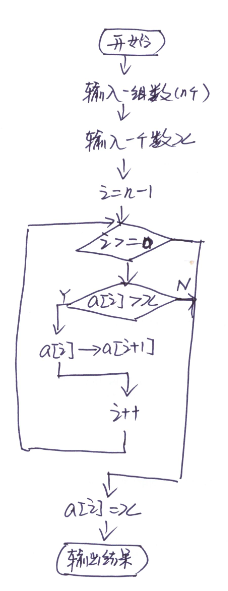 开始
输入一组数(n个)
输入一个数x
i=n-1
i>=0
a[i]>x
Y
N
a[i]→a[i+1]
i++
a[i]=x
输出结果